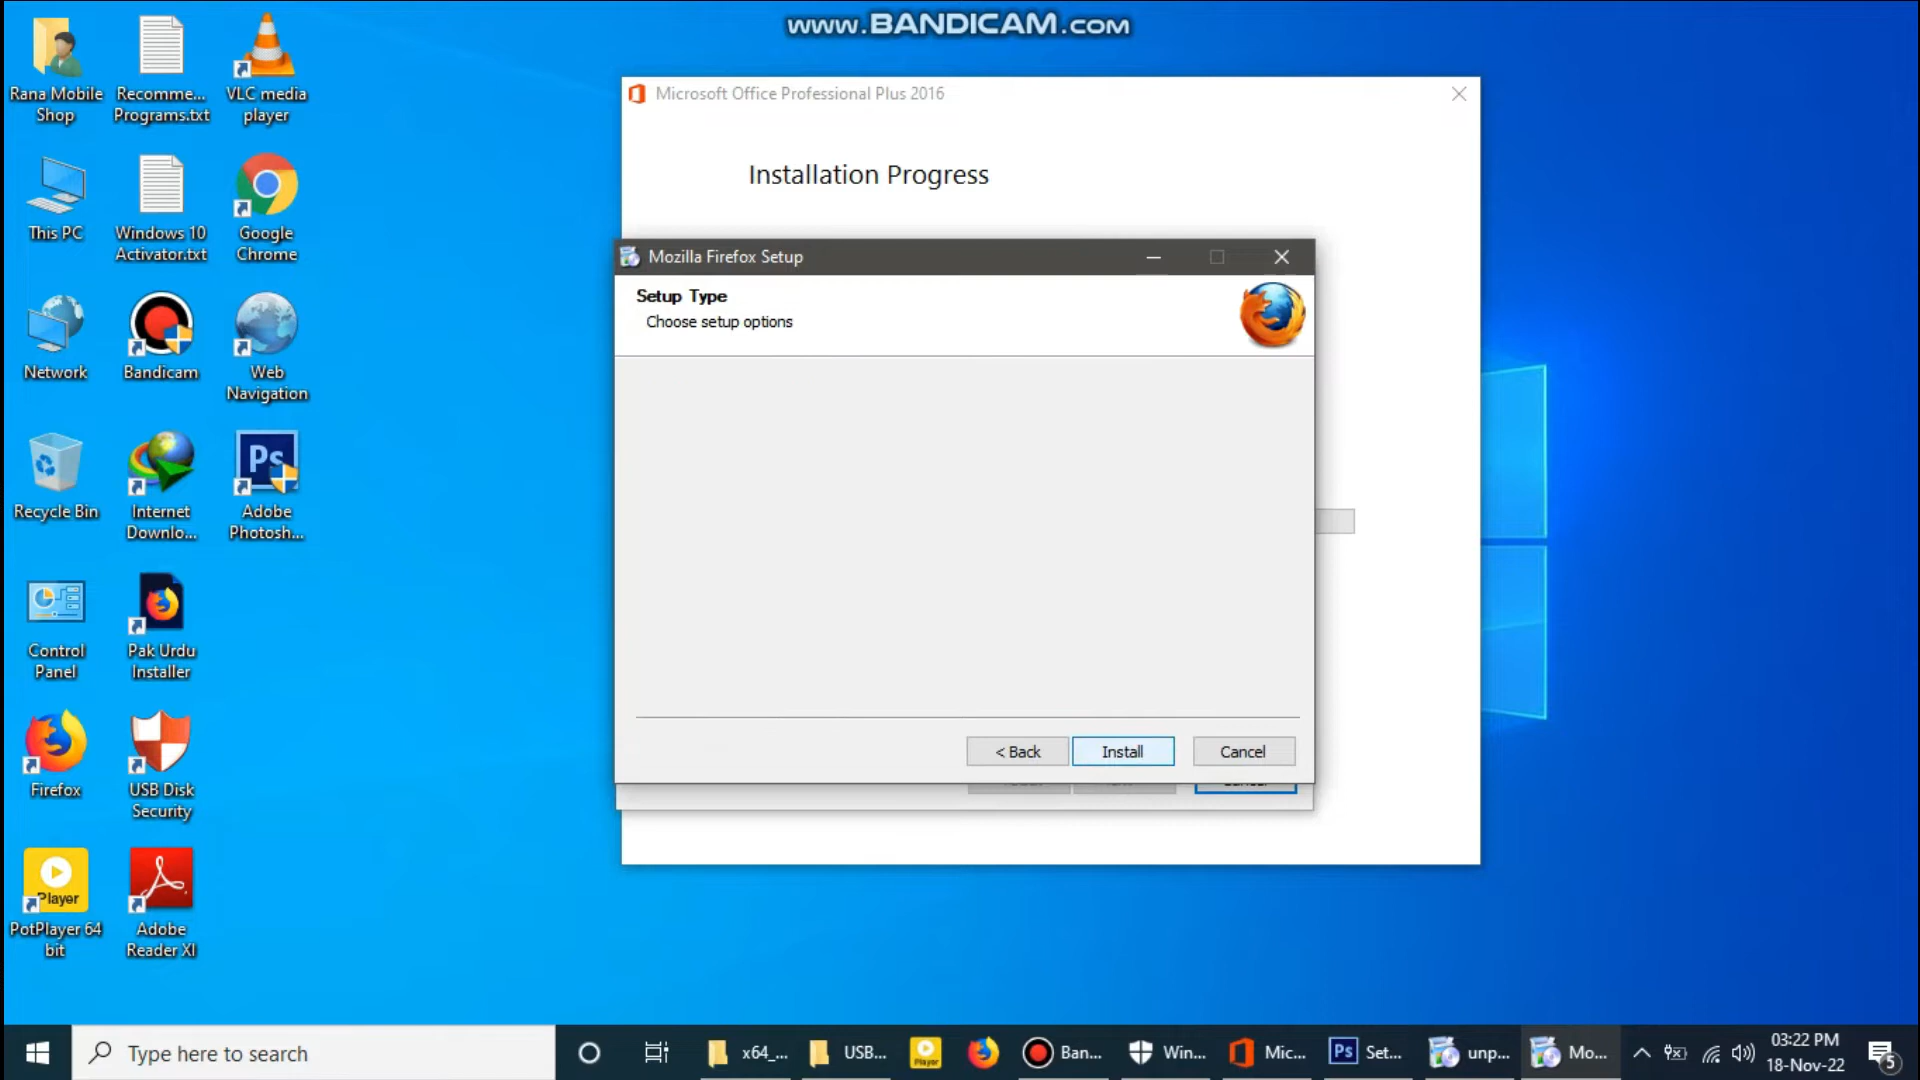 www.BANDICAM.com
Rana Mobile
Shop
Recomme...
Programs.txt
VLC media
player
This PC
Windows 10
Activator.txt
Google
Chrome
Network
Bandicam
Web
Navigation
Recycle Bin
Internet
Downlo...
Ps
Adobe
Photosh...
Control
Panel
Pak Urdu
Installer
Firefox
USB Disk
Security
Player
PotPlayer 64
bit
Adobe
Reader XI
Microsoft Office Professional Plus 2016
Installation Progress
Mozilla Firefox Setup
Setup Type
Choose setup options
< Back
Install
Cancel
Type here to search
x64_...
USB...
Player
Ban...
Win...
Mic...
Ps
Set...
unp...
Mo...
03:22 PM
18-Nov-22
5